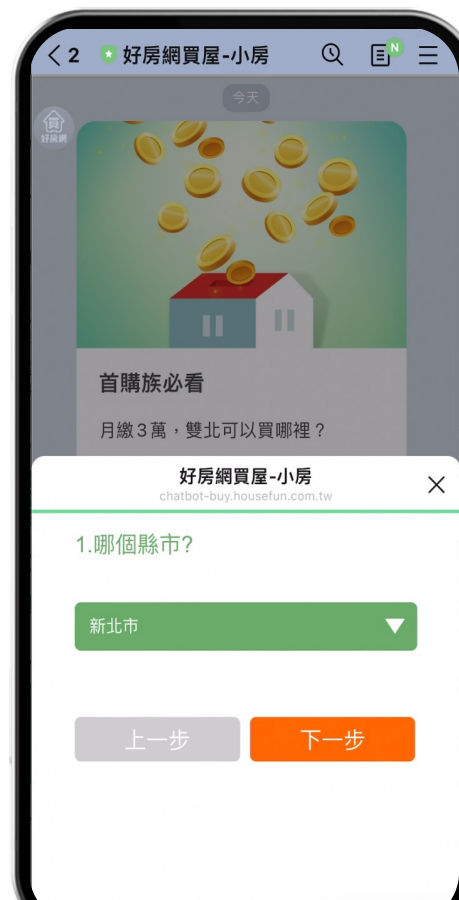 2 好房網買屋-小房 N
今天
買
好房網
首購族必看
月繳3萬，雙北可以買哪裡？
好房網買屋-小房
chatbot-buy.housefun.com.tw
1.哪個縣市?
新北市
上一步 下一步